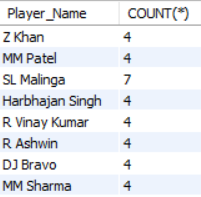 Player_Name COUNT(*)
Z Khan 4
MM Patel 4
SL Malinga 7
Harbhajan Singh 4
R Vinay Kumar 4
R Ashwin 4
DJ Bravo 4
MM Sharma 4